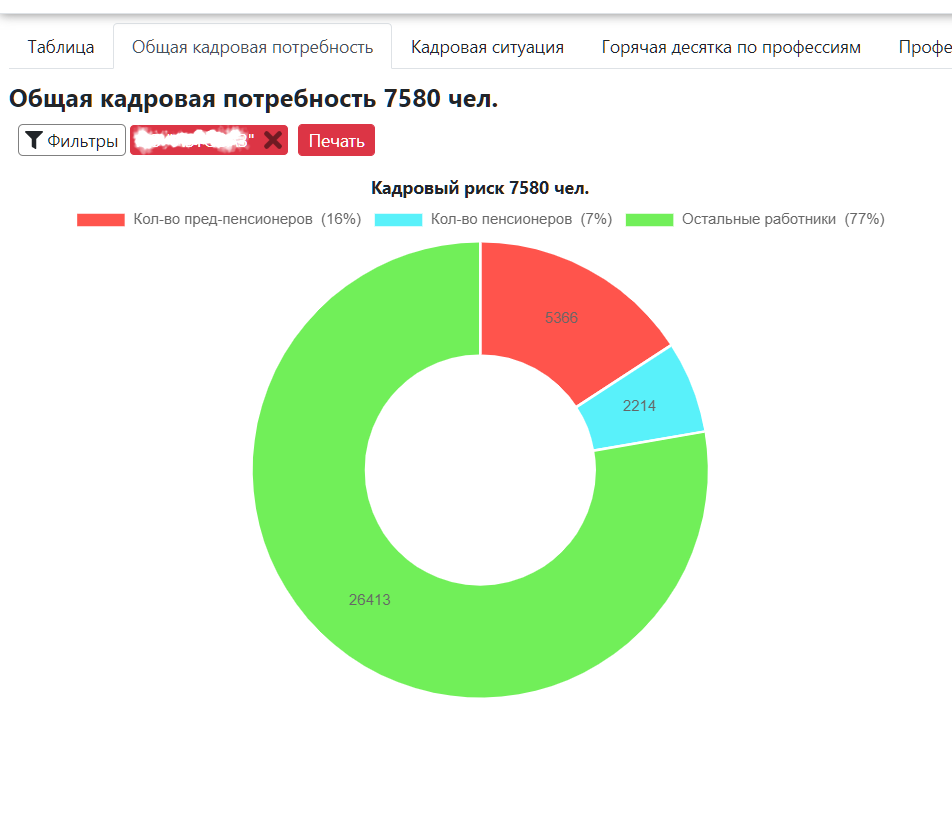 Таблица Общая кадровая потребность Кадровая ситуация Горячая десятка по профессиям Профе
Общая кадровая потребность 7580 чел.
Фильтры Печать
Кадровый риск 7580 чел.
Кол-во пред-пенсионеров (16%) Кол-во пенсионеров (7%) Остальные работники (77%)
5366
2214
26413